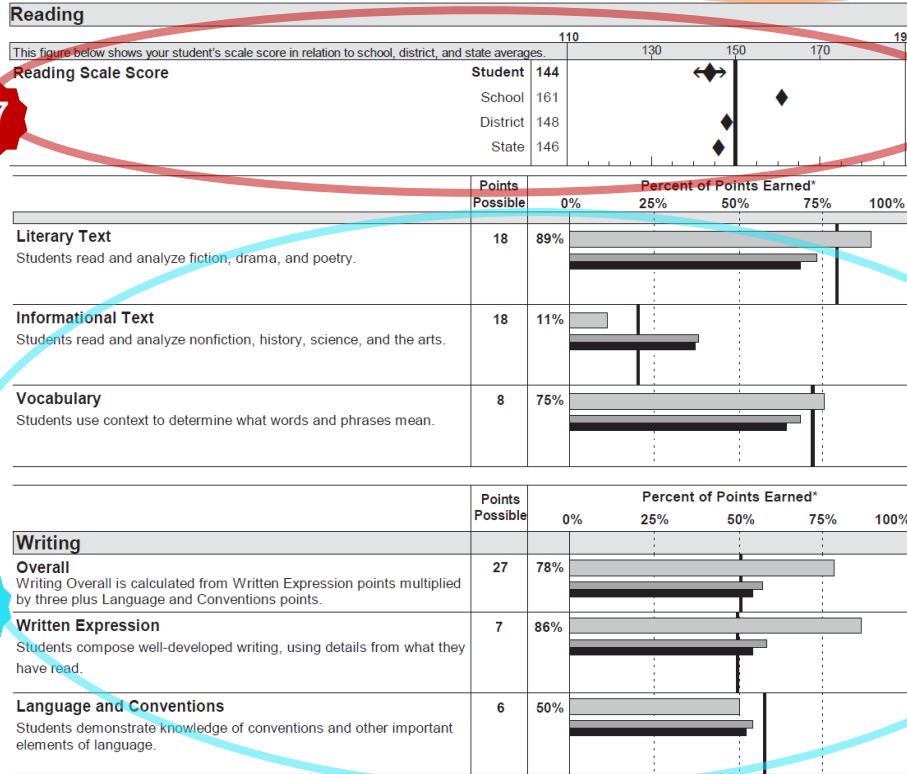 Reading
110 130 150 170 19
This figure below shows your student's scale score in relation to school, district, and state averages.
Reading Scale Score Student 144
School 161
District 148
State 146
7
Points Possible Percent of Points Earned*
0% 25% 50% 75% 100%
Literary Text 18 89%
Students read and analyze fiction, drama, and poetry.
Informational Text 18 11%
Students read and analyze nonfiction, history, science, and the arts.
Vocabulary 8 75%
Students use context to determine what words and phrases mean.
Points Possible Percent of Points Earned*
0% 25% 50% 75% 100%
Writing
Overall 27 78%
Writing Overall is calculated from Written Expression points multiplied
by three plus Language and Conventions points.
Written Expression 7 86%
Students compose well-developed writing, using details from what they
have read.
Language and Conventions 6 50%
Students demonstrate knowledge of conventions and other important
elements of language.